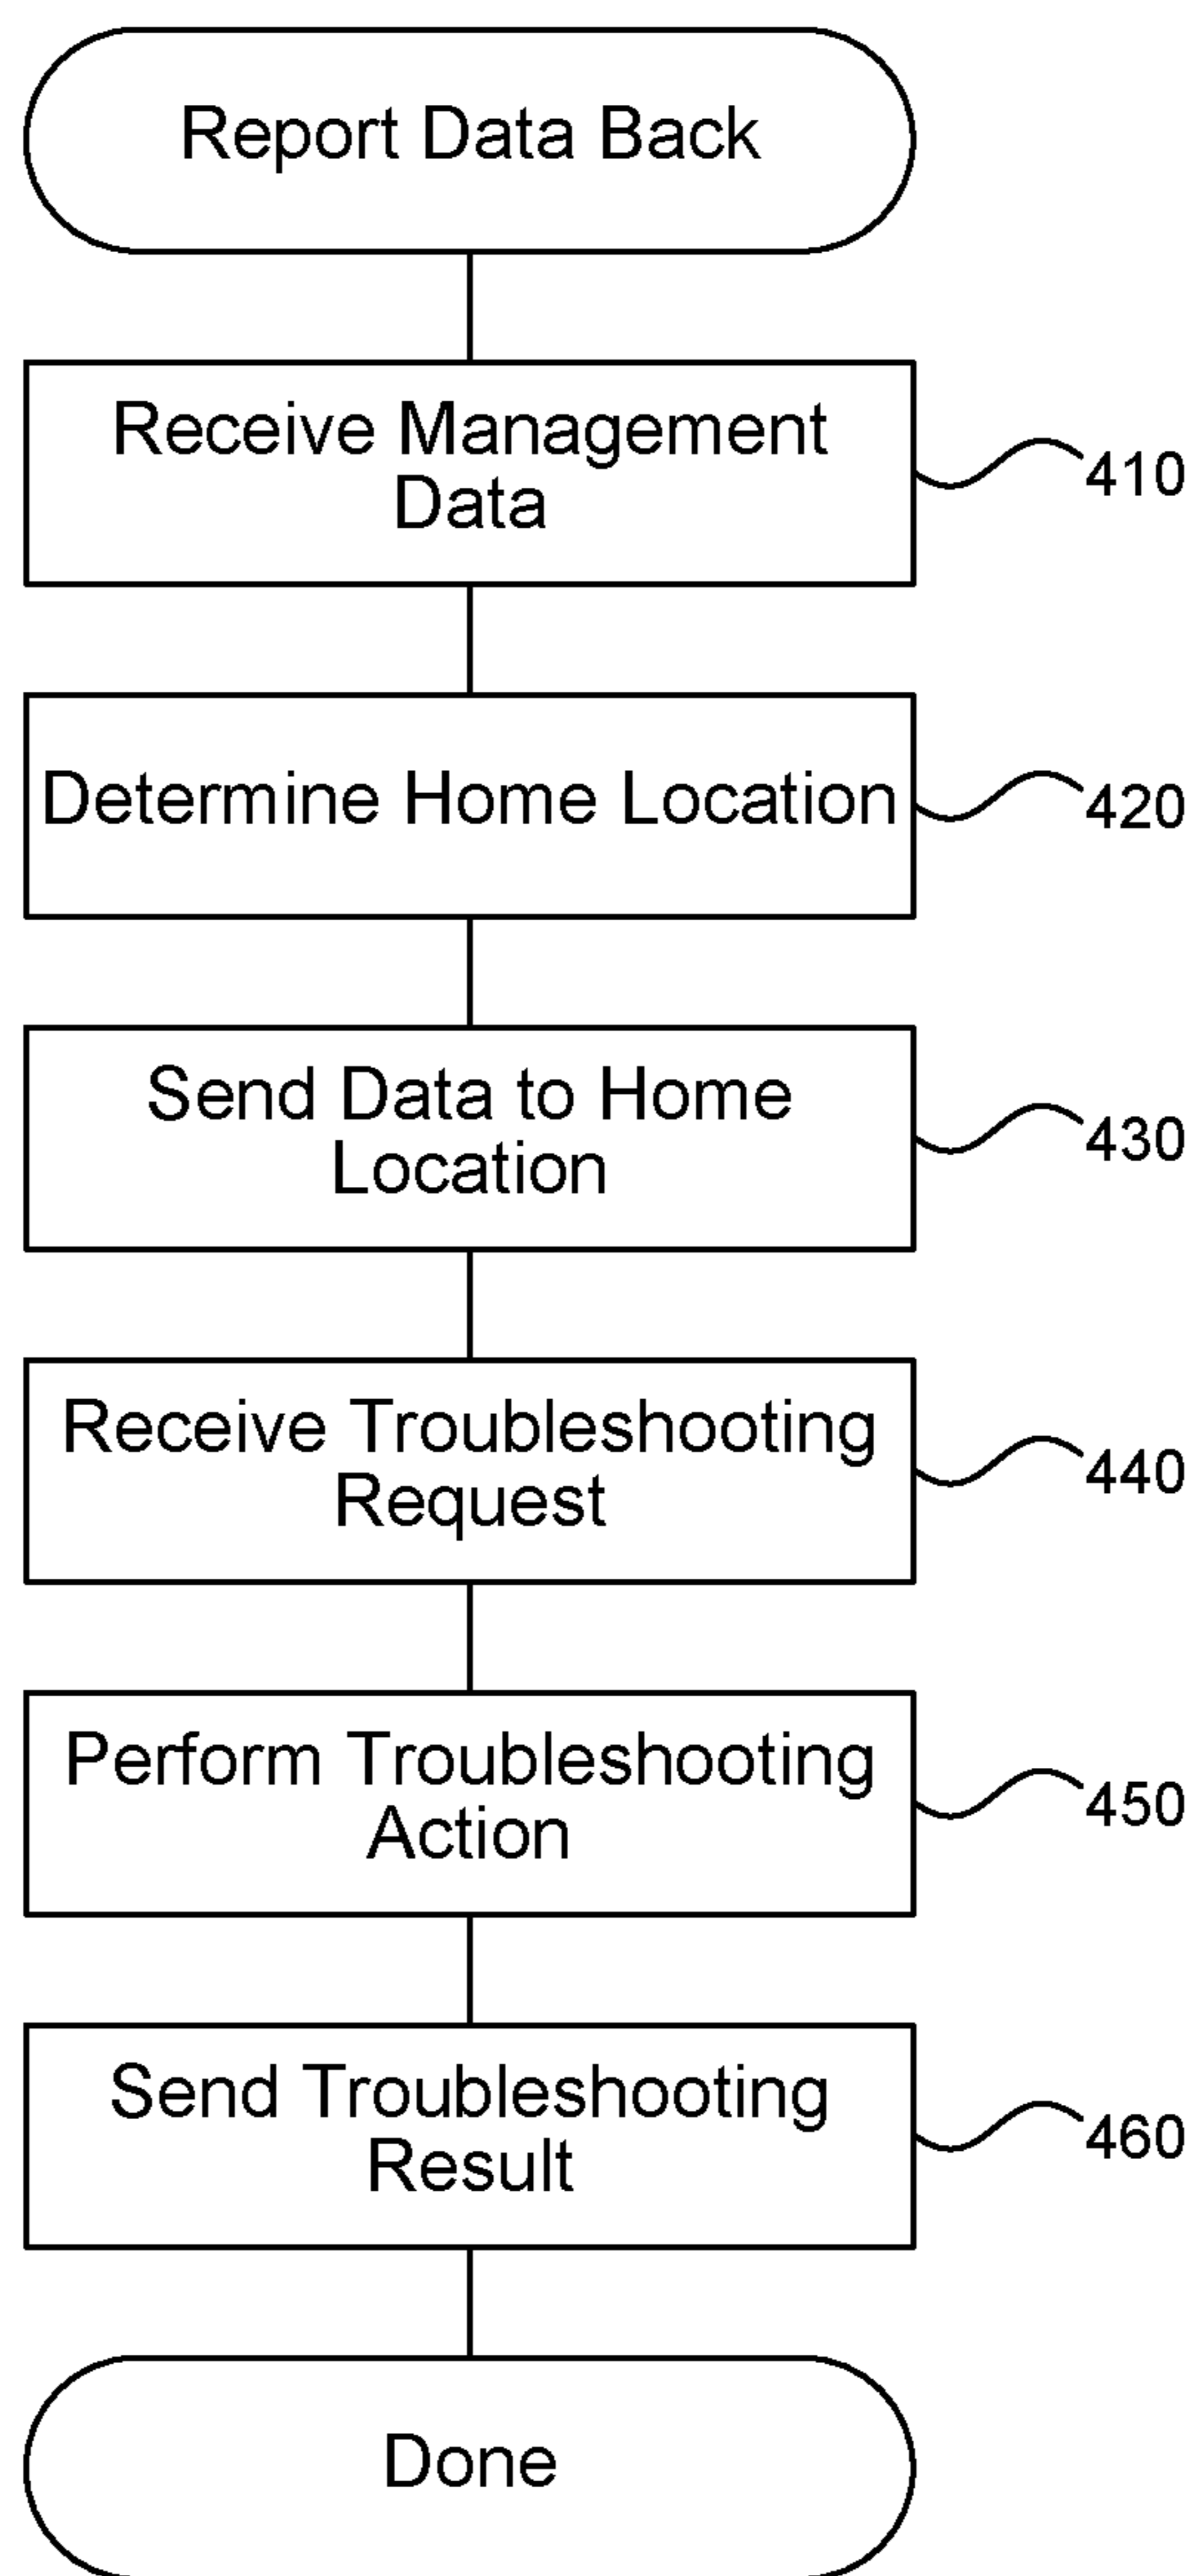 Report Data Back
Receive Management
Data
410
Determine Home Location
420
Send Data to Home
Location
430
Receive Troubleshooting
Request
440
Perform Troubleshooting
Action
450
Send Troubleshooting
Result
460
Done